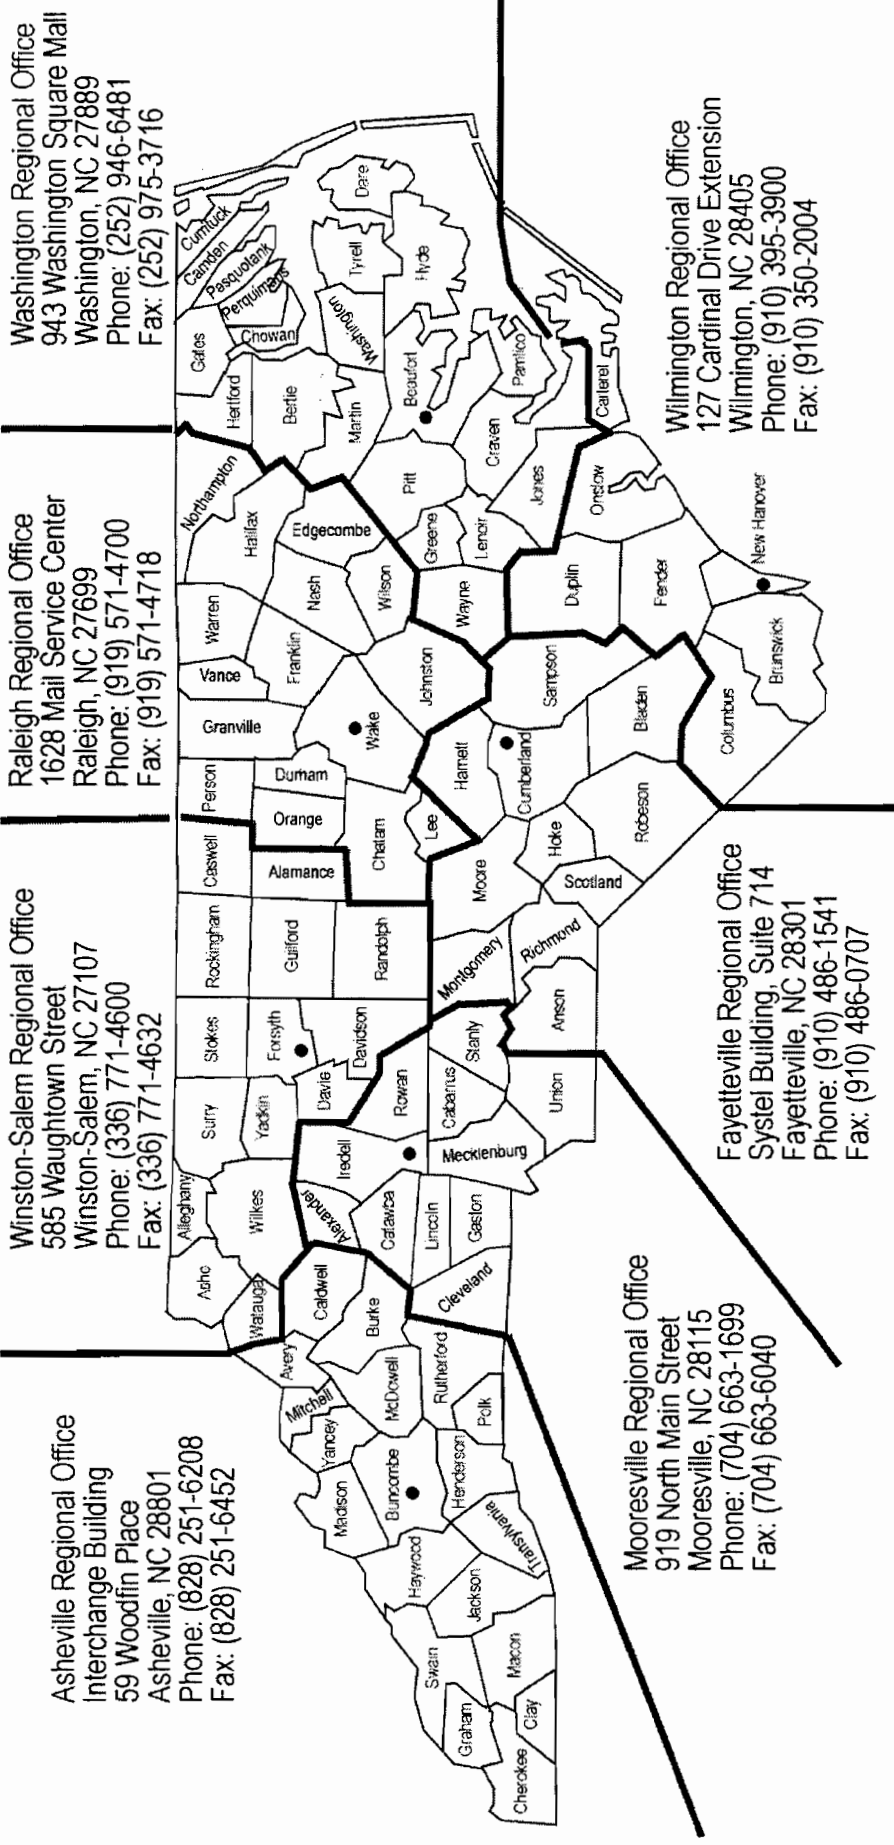 Asheville Regional Office
Interchange Building
59 Woodfin Place
Asheville, NC 28801
Phone: (828) 251-6208
Fax: (828) 251-6452
Winston-Salem Regional Office
585 Waughtown Street
Winston-Salem, NC 27107
Phone: (336) 771-4600
Fax: (336) 771-4632
Raleigh Regional Office
1628 Mail Service Center
Raleigh, NC 27699
Phone: (919) 571-4700
Fax: (919) 571-4718
Washington Regional Office
943 Washington Square Mall
Washington, NC 27889
Phone: (252) 946-6481
Fax: (252) 975-3716
Cherokee
Graham
Clay
Swain
Macon
Jackson
Haywood
Transylvania
Madison
Buncombe
Henderson
Yancey
Mitchell
McDowell
Polk
Rutherford
Avery
Burke
Caldwell
Cleveland
Watauga
Ashe
Alleghany
Wilkes
Alexander
Catawba
Lincoln
Gaston
Iredell
Mecklenburg
Surry
Yadkin
Davie
Rowan
Cabarrus
Stanly
Union
Stokes
Forsyth
Davidson
Anson
Rockingham
Guilford
Randolph
Montgomery
Richmond
Caswell
Alamance
Chatam
Moore
Scotland
Hoke
Person
Orange
Durham
Lee
Harnett
Cumberland
Robeson
Granville
Wake
Vance
Franklin
Johnston
Sampson
Bladen
Columbus
Warren
Nash
Wilson
Wayne
Duplin
Pender
Brunswick
New Hanover
Northampton
Halifax
Edgecombe
Greene
Lenoir
Pitt
Jones
Onslow
Craven
Hertford
Bertie
Martin
Beaufort
Pamlico
Carteret
Gates
Chowan
Perquimans
Pasquotank
Camden
Currituck
Washington
Tyrell
Hyde
Dare
Mooresville Regional Office
919 North Main Street
Mooresville, NC 28115
Phone: (704) 663-1699
Fax: (704) 663-6040
Fayetteville Regional Office
Systel Building, Suite 714
Fayetteville, NC 28301
Phone: (910) 486-1541
Fax: (910) 486-0707
Wilmington Regional Office
127 Cardinal Drive Extension
Wilmington, NC 28405
Phone: (910) 395-3900
Fax: (910) 350-2004